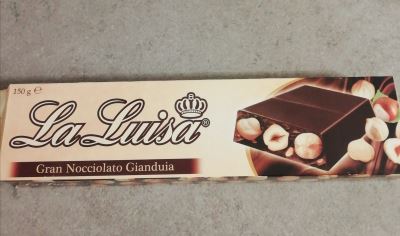 150 g ℮
La Luisa®
Gran Nocciolato Gianduia